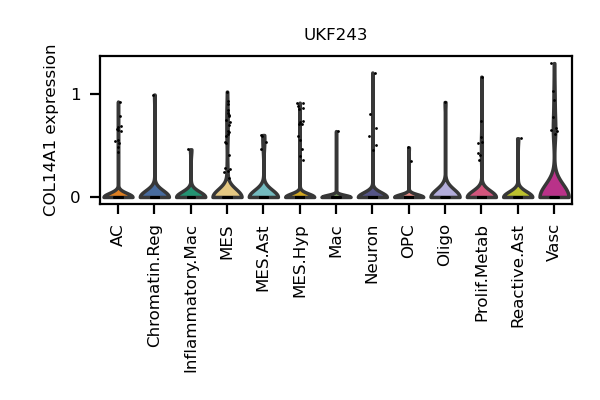 UKF243
COL14A1 expression
1
0
AC
Chromatin.Reg
Inflammatory.Mac
MES
MES.Ast
MES.Hyp
Mac
Neuron
OPC
Oligo
Prolif.Metab
Reactive.Ast
Vasc